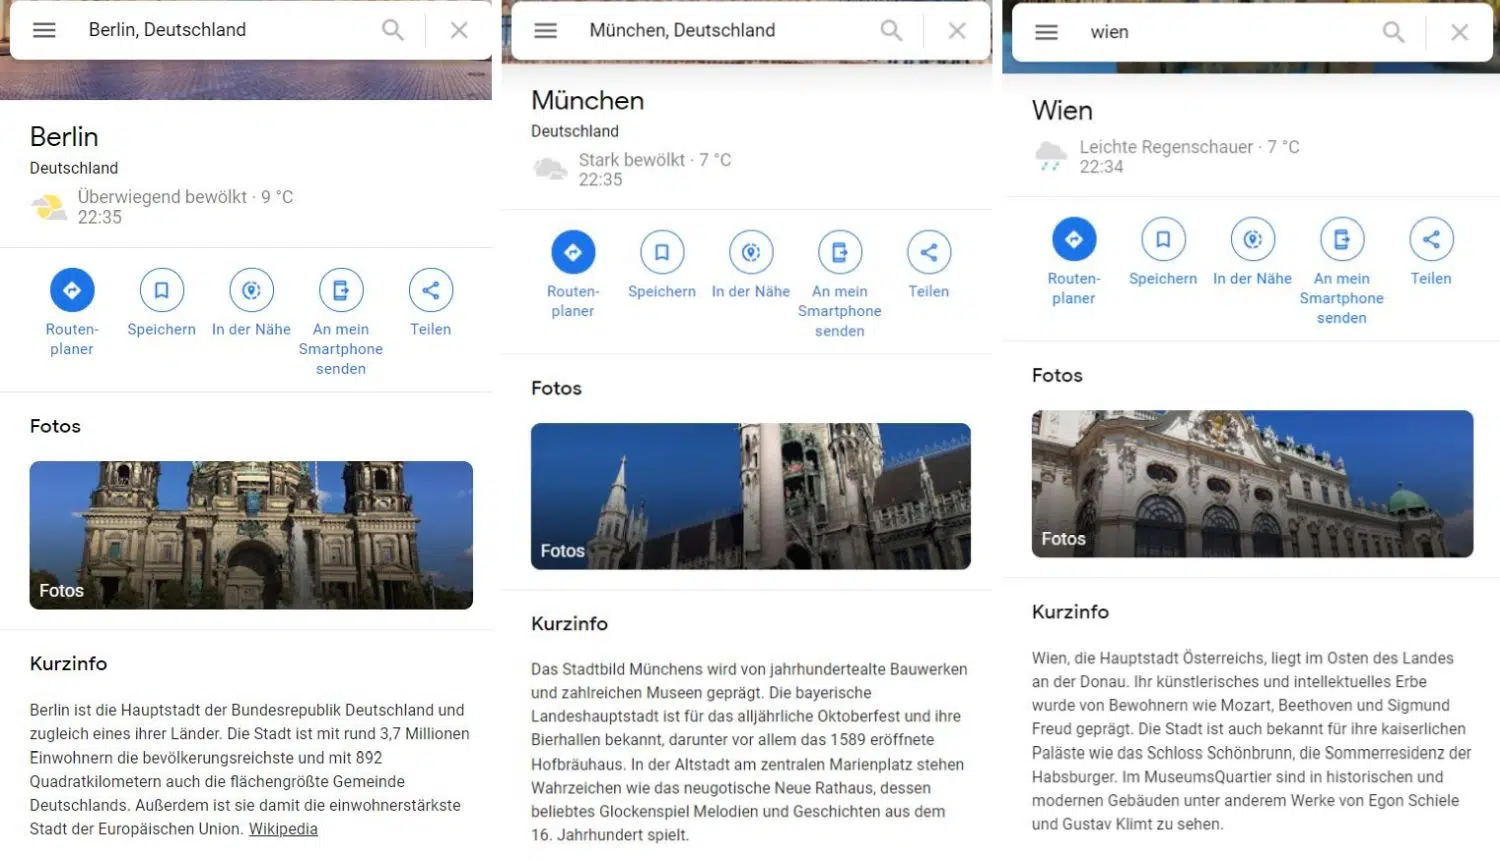 Berlin, Deutschland
Berlin
Deutschland
Überwiegend bewölkt · 9 °C
22:35
Routen-
planer
Speichern
In der Nähe
An mein
Smartphone
senden
Teilen
Fotos
Fotos
Kurzinfo
Berlin ist die Hauptstadt der Bundesrepublik Deutschland und
zugleich eines ihrer Länder. Die Stadt ist mit rund 3,7 Millionen
Einwohnern die bevölkerungsreichste und mit 892
Quadratkilometern auch die flächengrößte Gemeinde
Deutschlands. Außerdem ist sie damit die einwohnerstärkste
Stadt der Europäischen Union. Wikipedia
München, Deutschland
München
Deutschland
Stark bewölkt · 7 °C
22:35
Routen-
planer
Speichern
In der Nähe
An mein
Smartphone
senden
Teilen
Fotos
Fotos
Kurzinfo
Das Stadtbild Münchens wird von jahrhundertealte Bauwerken
und zahlreichen Museen geprägt. Die bayerische
Landeshauptstadt ist für das alljährliche Oktoberfest und ihre
Bierhallen bekannt, darunter vor allem das 1589 eröffnete
Hofbräuhaus. In der Altstadt am zentralen Marienplatz stehen
Wahrzeichen wie das neugotische Neue Rathaus, dessen
beliebtes Glockenspiel Melodien und Geschichten aus dem
16. Jahrhundert spielt.
wien
Wien
Leichte Regenschauer · 7 °C
22:34
Routen-
planer
Speichern
In der Nähe
An mein
Smartphone
senden
Teilen
Fotos
Fotos
Kurzinfo
Wien, die Hauptstadt Österreichs, liegt im Osten des Landes
an der Donau. Ihr künstlerisches und intellektuelles Erbe
wurde von Bewohnern wie Mozart, Beethoven und Sigmund
Freud geprägt. Die Stadt ist auch bekannt für ihre kaiserlichen
Paläste wie das Schloss Schönbrunn, die Sommerresidenz der
Habsburger. Im MuseumsQuartier sind in historischen und
modernen Gebäuden unter anderem Werke von Egon Schiele
und Gustav Klimt zu sehen.